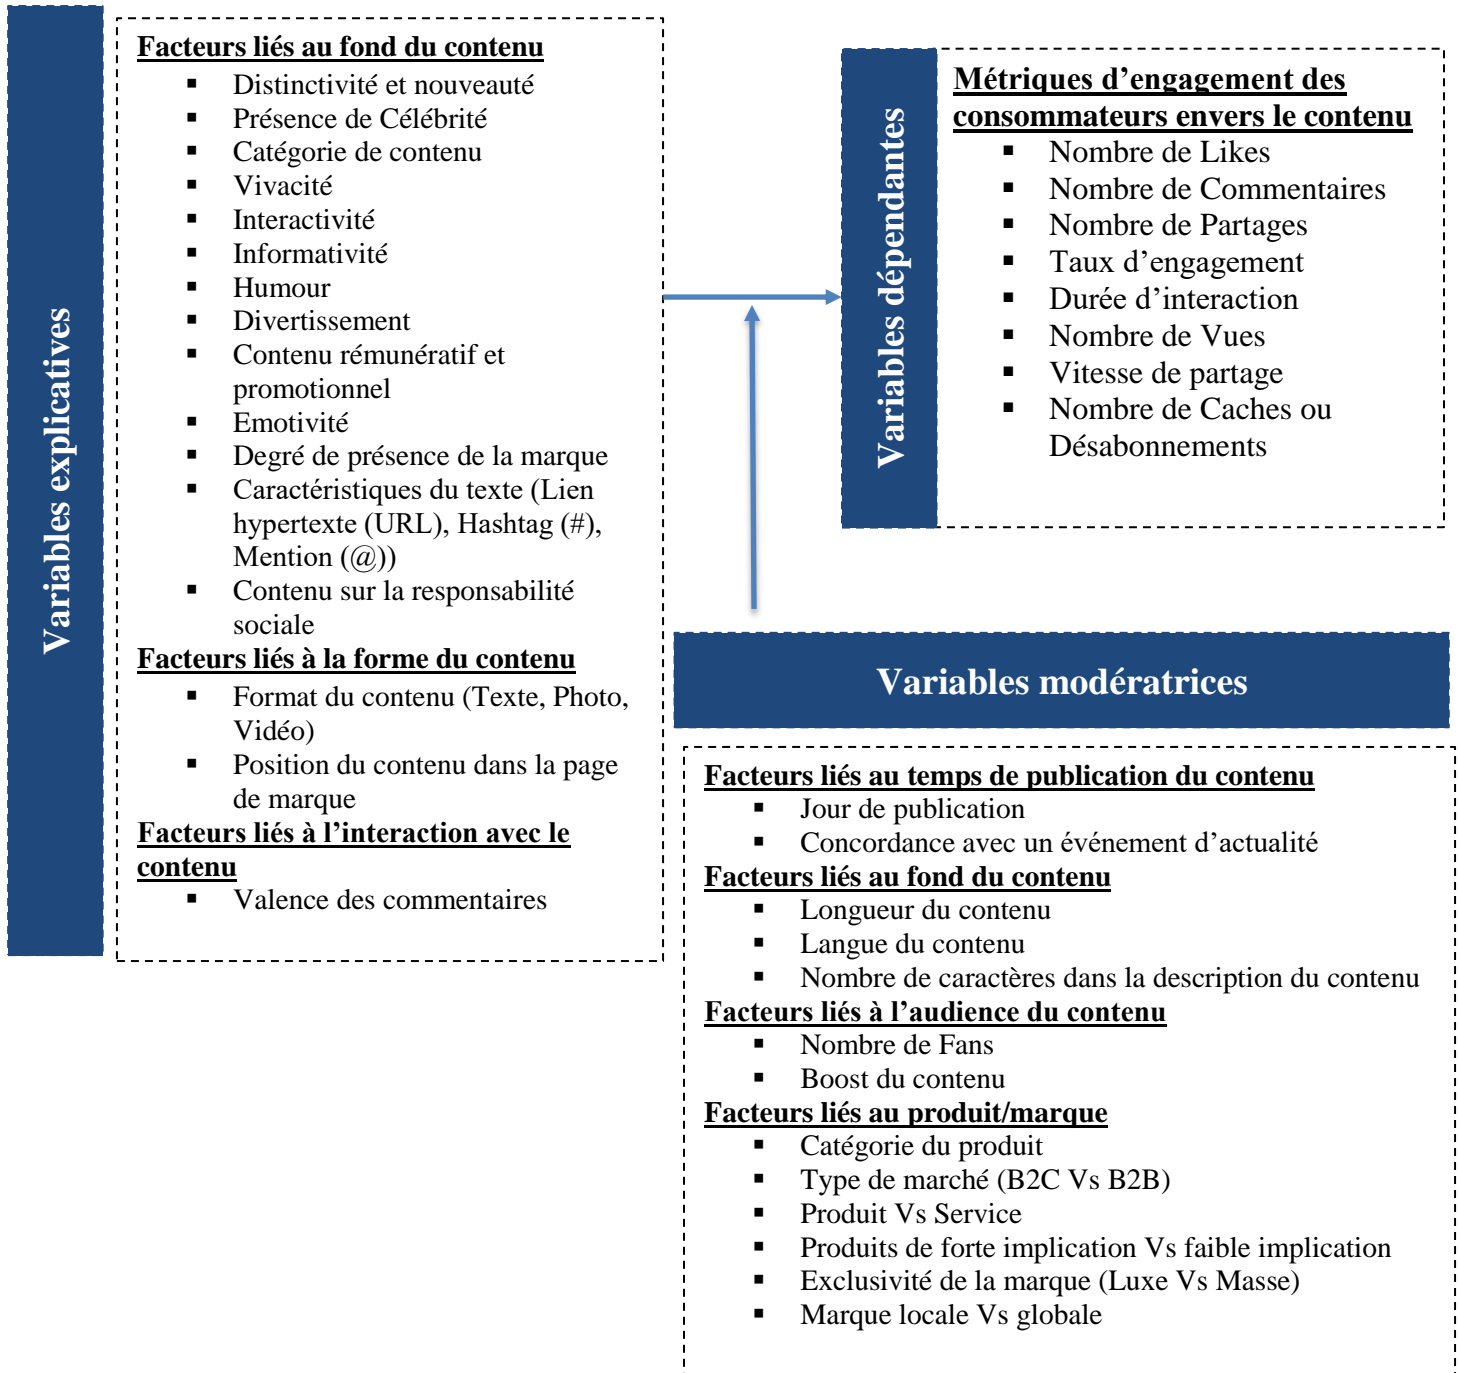 Variables explicatives
Facteurs liés au fond du contenu
▪ Distinctivité et nouveauté
▪ Présence de Célébrité
▪ Catégorie de contenu
▪ Vivacité
▪ Interactivité
▪ Informativité
▪ Humour
▪ Divertissement
▪ Contenu rémunératif et
promotionnel
▪ Emotivité
▪ Degré de présence de la marque
▪ Caractéristiques du texte (Lien
hypertexte (URL), Hashtag (#),
Mention (@))
▪ Contenu sur la responsabilité
sociale
Facteurs liés à la forme du contenu
▪ Format du contenu (Texte, Photo,
Vidéo)
▪ Position du contenu dans la page
de marque
Facteurs liés à l’interaction avec le
contenu
▪ Valence des commentaires
Variables dépendantes
Métriques d’engagement des
consommateurs envers le contenu
▪ Nombre de Likes
▪ Nombre de Commentaires
▪ Nombre de Partages
▪ Taux d’engagement
▪ Durée d’interaction
▪ Nombre de Vues
▪ Vitesse de partage
▪ Nombre de Caches ou
Désabonnements
Variables modératrices
Facteurs liés au temps de publication du contenu
▪ Jour de publication
▪ Concordance avec un événement d’actualité
Facteurs liés au fond du contenu
▪ Longueur du contenu
▪ Langue du contenu
▪ Nombre de caractères dans la description du contenu
Facteurs liés à l’audience du contenu
▪ Nombre de Fans
▪ Boost du contenu
Facteurs liés au produit/marque
▪ Catégorie du produit
▪ Type de marché (B2C Vs B2B)
▪ Produit Vs Service
▪ Produits de forte implication Vs faible implication
▪ Exclusivité de la marque (Luxe Vs Masse)
▪ Marque locale Vs globale